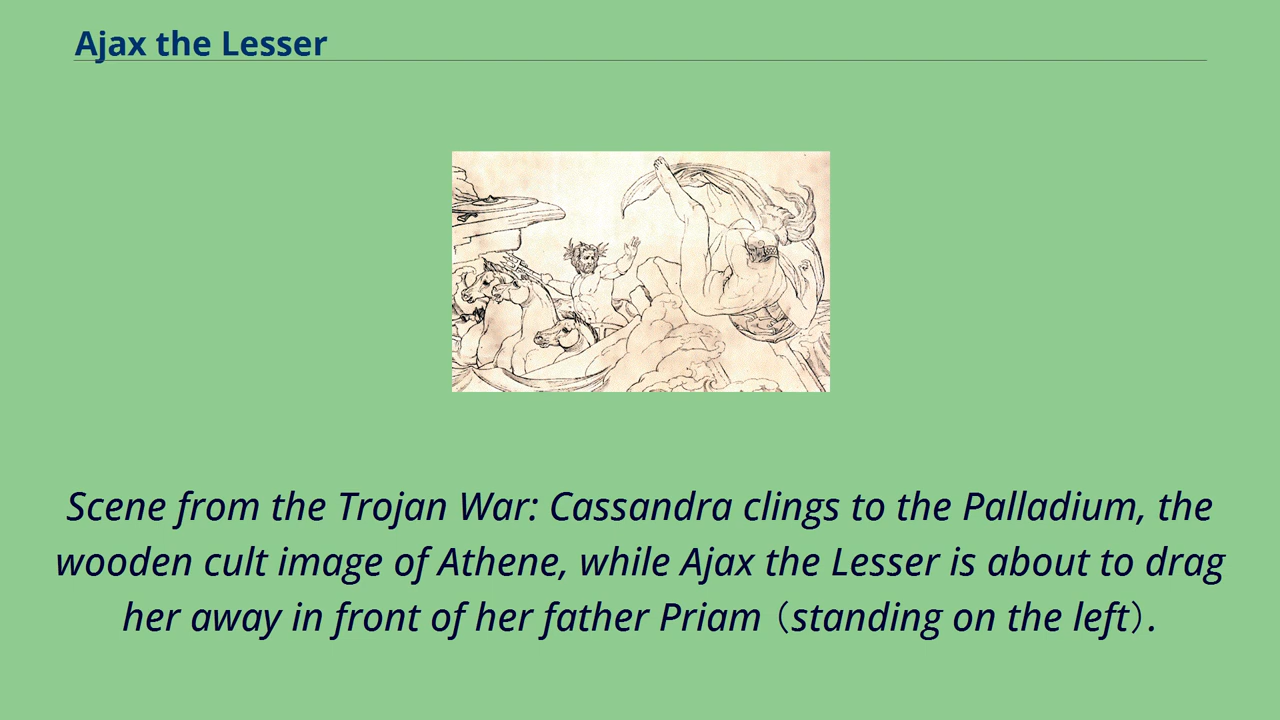 Ajax the Lesser
Scene from the Trojan War: Cassandra clings to the Palladium, the
wooden cult image of Athene, while Ajax the Lesser is about to drag
her away in front of her father Priam（standing on the left）.